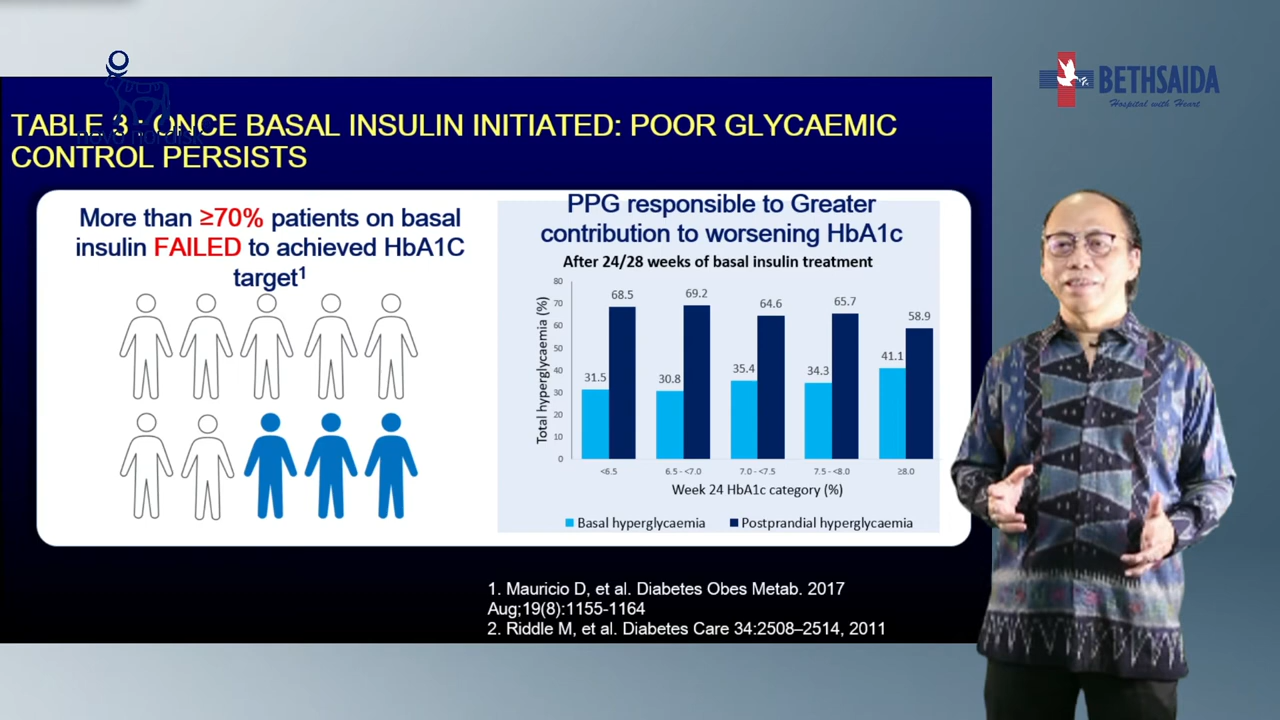 BETHSAIDA
Hospital with Heart
novo nordisk
TABLE 3 : ONCE BASAL INSULIN INITIATED: POOR GLYCAEMIC
CONTROL PERSISTS
More than ≥70% patients on basal
insulin FAILED to achieved HbA1C
target¹
PPG responsible to Greater
contribution to worsening HbA1c
After 24/28 weeks of basal insulin treatment
Total hyperglycaemia (%)
80
70
60
50
40
30
20
10
0
31.5
68.5
30.8
69.2
35.4
64.6
34.3
65.7
41.1
58.9
<6.5
6.5 - <7.0
7.0 - <7.5
7.5 - <8.0
≥8.0
Week 24 HbA1c category (%)
Basal hyperglycaemia
Postprandial hyperglycaemia
1. Mauricio D, et al. Diabetes Obes Metab. 2017
Aug;19(8):1155-1164
2. Riddle M, et al. Diabetes Care 34:2508–2514, 2011